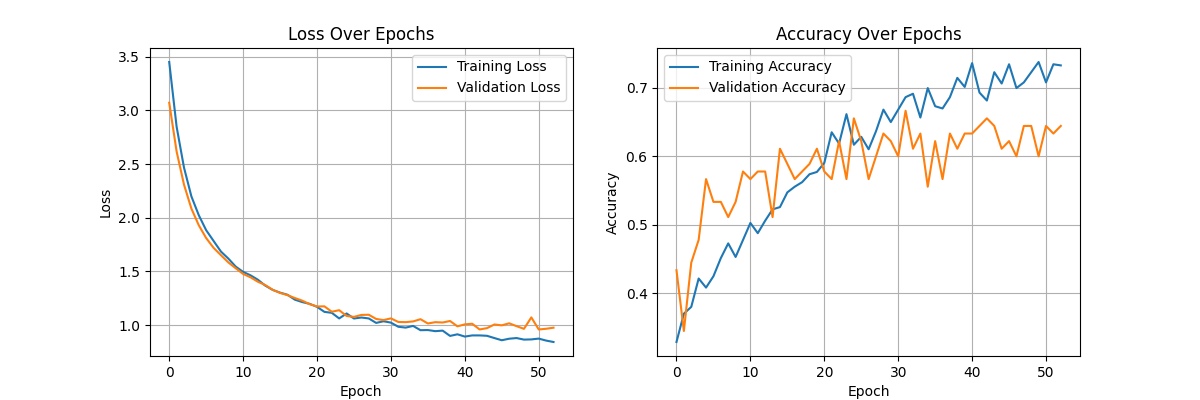 Loss Over Epochs
3.5
3.0
2.5
2.0
1.5
1.0
Loss
Training Loss
Validation Loss
0 10 20 30 40 50
Epoch
Accuracy Over Epochs
0.7
0.6
0.5
0.4
Accuracy
Training Accuracy
Validation Accuracy
0 10 20 30 40 50
Epoch